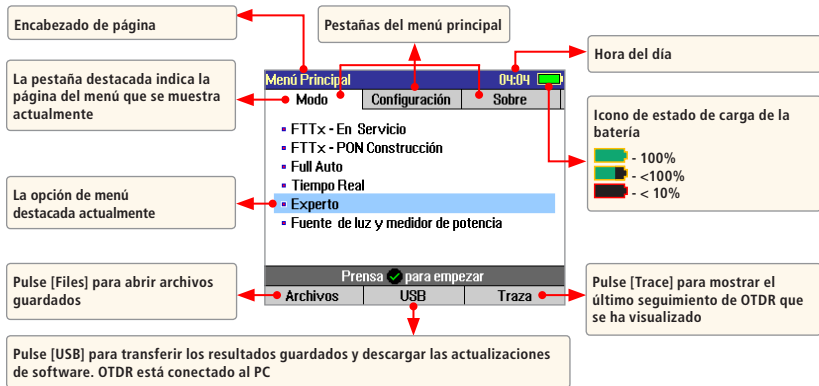 Encabezado de página
Pestañas del menú principal
Hora del día
La pestaña destacada indica la
página del menú que se muestra
actualmente
Menú Principal 04:04
Modo Configuración Sobre
FTTx - En Servicio
FTTx - PON Construcción
Full Auto
Tiempo Real
Experto
Fuente de luz y medidor de potencia
Icono de estado de carga de la
batería
- 100%
- <100%
- < 10%
La opción de menú
destacada actualmente
Prensa para empezar
Archivos USB Traza
Pulse [Files] para abrir archivos
guardados
Pulse [Trace] para mostrar el
último seguimiento de OTDR que
se ha visualizado
Pulse [USB] para transferir los resultados guardados y descargar las actualizaciones
de software. OTDR está conectado al PC